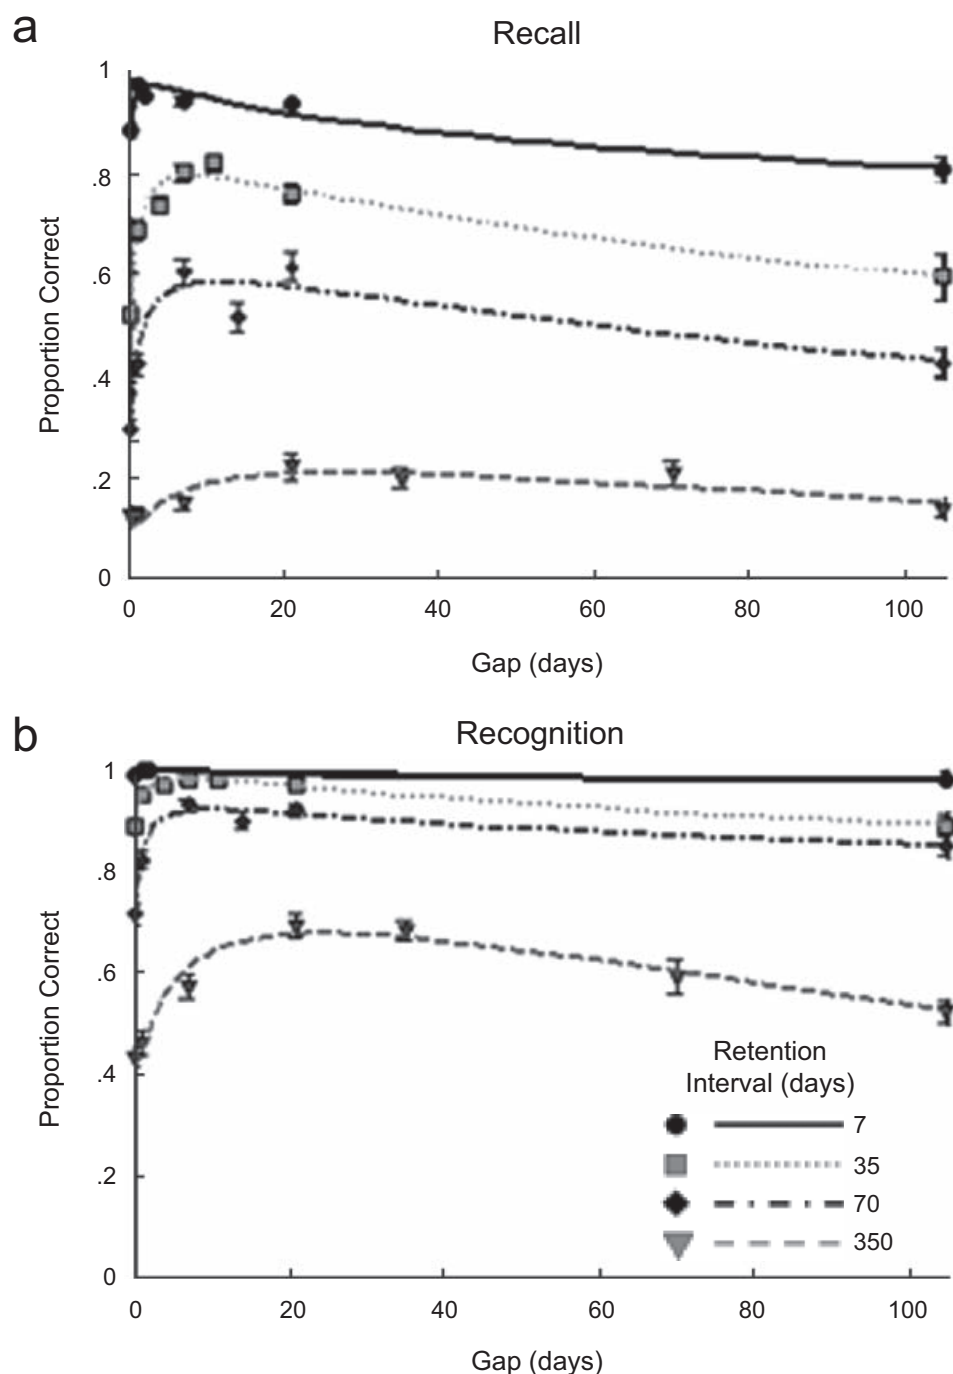 a
Recall
1
.8
.6
.4
.2
0
Proportion Correct
0 20 40 60 80 100
Gap (days)
b
Recognition
1
.8
.6
.4
.2
0
Proportion Correct
Retention
Interval (days)
7
35
70
350
0 20 40 60 80 100
Gap (days)